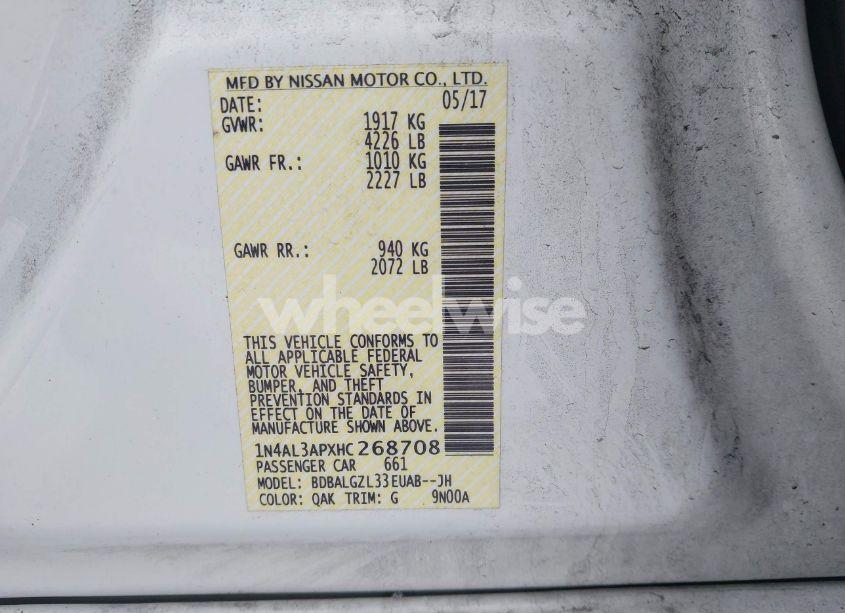 MFD BY NISSAN MOTOR CO., LTD.
DATE: 05/17
GVWR: 1917 KG
4226 LB
GAWR FR.: 1010 KG
2227 LB
GAWR RR.: 940 KG
2072 LB
wheelwise
THIS VEHICLE CONFORMS TO
ALL APPLICABLE FEDERAL
MOTOR VEHICLE SAFETY,
BUMPER, AND THEFT
PREVENTION STANDARDS IN
EFFECT ON THE DATE OF
MANUFACTURE SHOWN ABOVE.
1N4AL3APXHC268708
PASSENGER CAR 661
MODEL: BDBALGZL33EUAB--JH
COLOR: QAK TRIM: G 9N00A